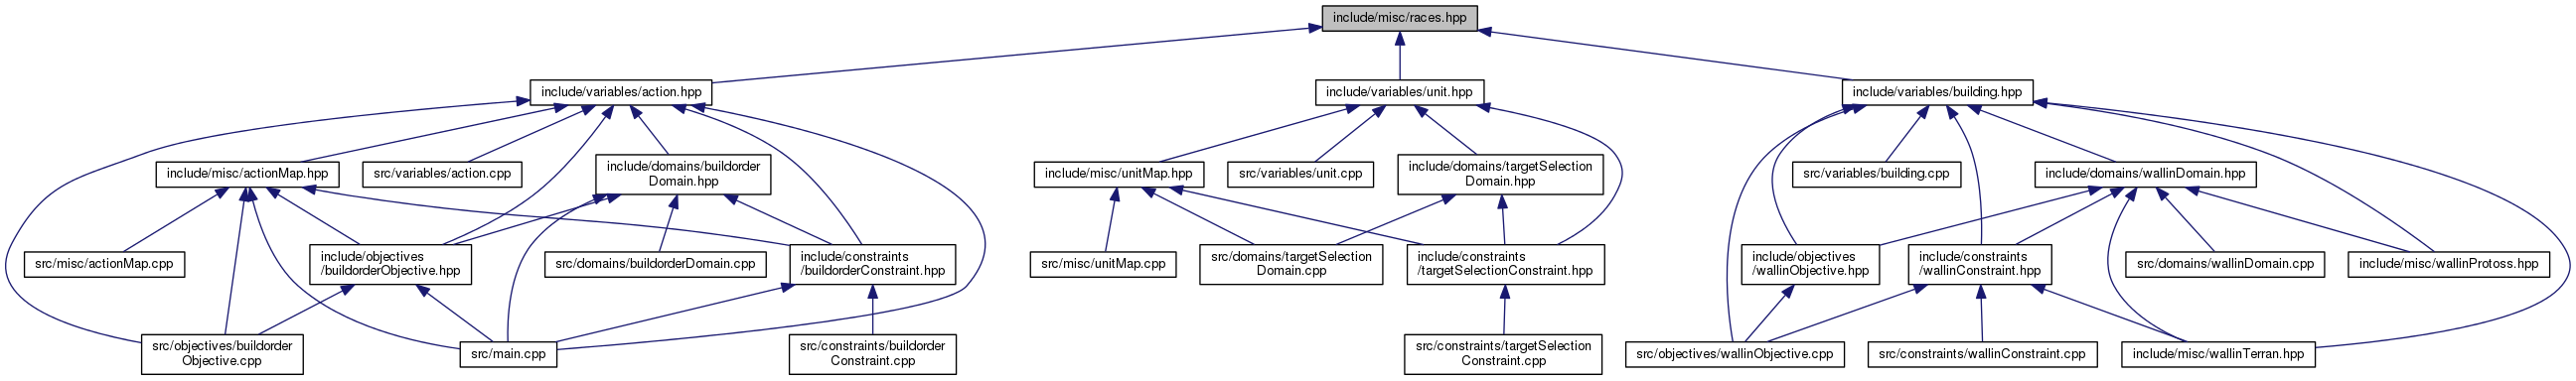 include/misc/races.hpp
include/variables/action.hpp
include/variables/unit.hpp
include/variables/building.hpp
include/misc/actionMap.hpp
src/variables/action.cpp
include/domains/buildorder
Domain.hpp
include/misc/unitMap.hpp
src/variables/unit.cpp
include/domains/targetSelection
Domain.hpp
src/variables/building.cpp
include/domains/wallinDomain.hpp
src/misc/actionMap.cpp
include/objectives
/buildorderObjective.hpp
src/domains/buildorderDomain.cpp
include/constraints
/buildorderConstraint.hpp
src/misc/unitMap.cpp
src/domains/targetSelection
Domain.cpp
include/constraints
/targetSelectionConstraint.hpp
include/objectives
/wallinObjective.hpp
include/constraints
/wallinConstraint.hpp
src/domains/wallinDomain.cpp
include/misc/wallinProtoss.hpp
src/objectives/buildorder
Objective.cpp
src/main.cpp
src/constraints/buildorder
Constraint.cpp
src/constraints/targetSelection
Constraint.cpp
src/objectives/wallinObjective.cpp
src/constraints/wallinConstraint.cpp
include/misc/wallinTerran.hpp